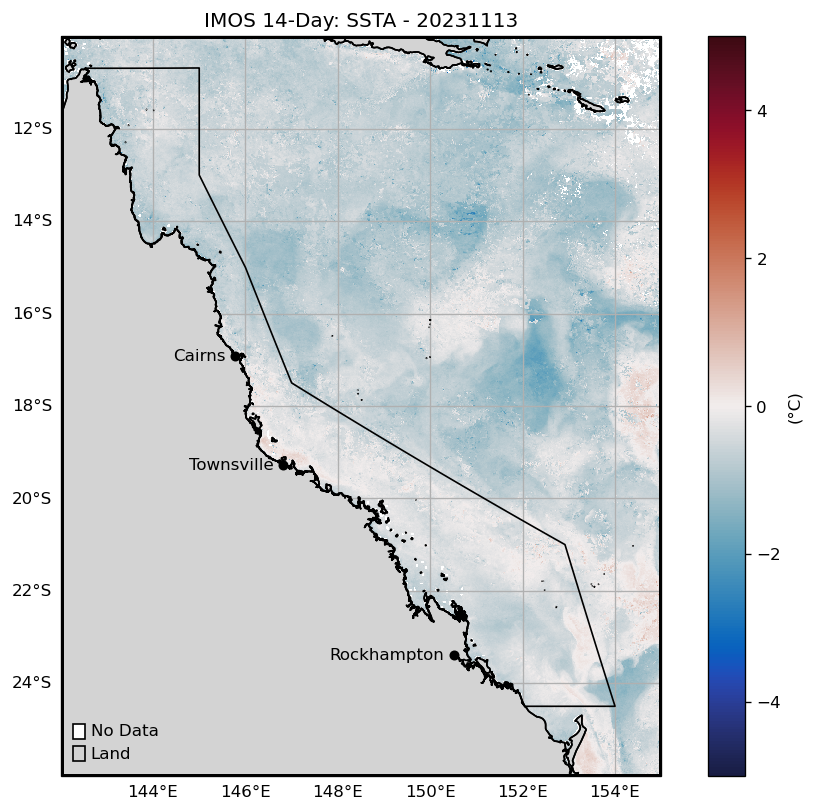 IMOS 14-Day: SSTA - 20231113
12°S
14°S
16°S
18°S
20°S
22°S
24°S
Cairns
Townsville
Rockhampton
No Data
Land
144°E 146°E 148°E 150°E 152°E 154°E
4
2
0
−2
−4
(°C)